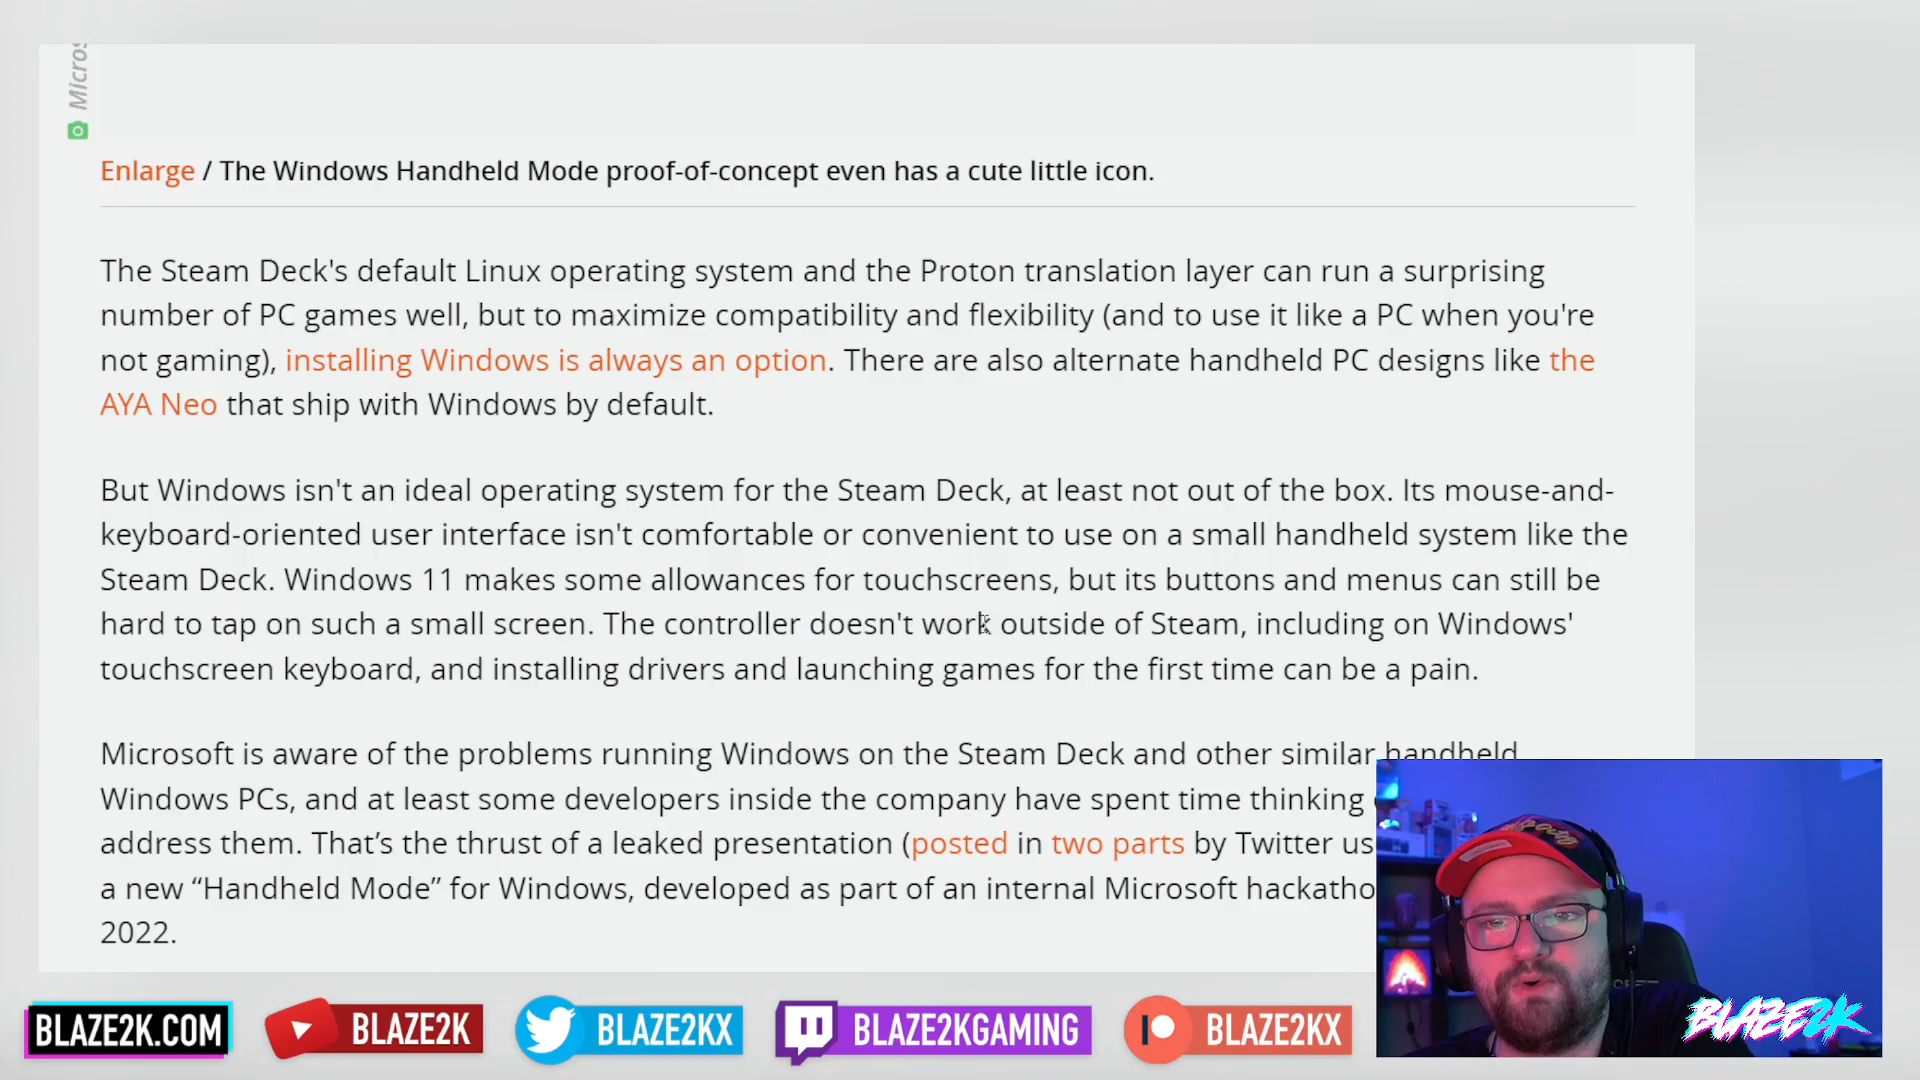 Micros
Enlarge / The Windows Handheld Mode proof-of-concept even has a cute little icon.
The Steam Deck's default Linux operating system and the Proton translation layer can run a surprising
number of PC games well, but to maximize compatibility and flexibility (and to use it like a PC when you're
not gaming), installing Windows is always an option. There are also alternate handheld PC designs like the
AYA Neo that ship with Windows by default.
But Windows isn't an ideal operating system for the Steam Deck, at least not out of the box. Its mouse-and-
keyboard-oriented user interface isn't comfortable or convenient to use on a small handheld system like the
Steam Deck. Windows 11 makes some allowances for touchscreens, but its buttons and menus can still be
hard to tap on such a small screen. The controller doesn't work outside of Steam, including on Windows'
touchscreen keyboard, and installing drivers and launching games for the first time can be a pain.
Microsoft is aware of the problems running Windows on the Steam Deck and other similar handheld
Windows PCs, and at least some developers inside the company have spent time thinking
address them. That’s the thrust of a leaked presentation (posted in two parts by Twitter us
a new “Handheld Mode” for Windows, developed as part of an internal Microsoft hackatho
2022.
BLAZE2K.COM
BLAZE2K
BLAZE2KX
BLAZE2KGAMING
BLAZE2KX
BLAZE2K